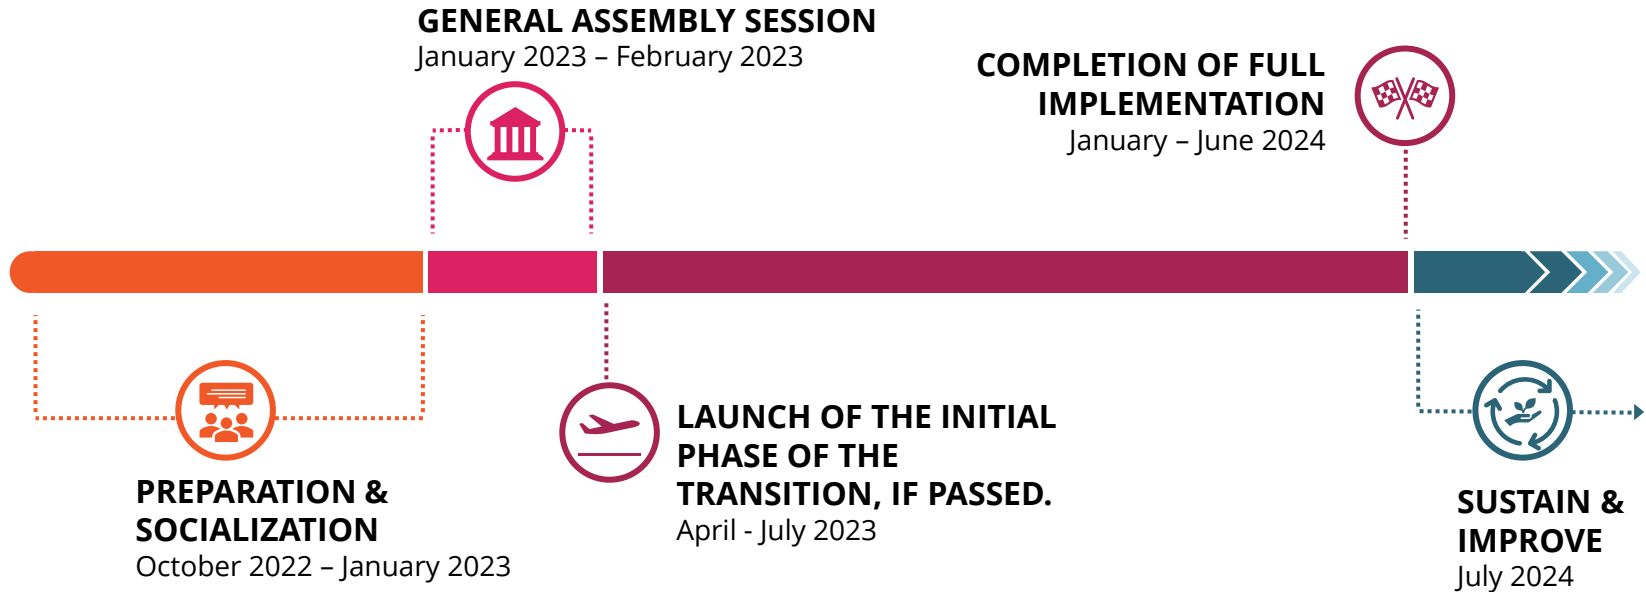 GENERAL ASSEMBLY SESSION
January 2023 – February 2023
COMPLETION OF FULL
IMPLEMENTATION
January – June 2024
PREPARATION &
SOCIALIZATION
October 2022 – January 2023
LAUNCH OF THE INITIAL
PHASE OF THE
TRANSITION, IF PASSED.
April - July 2023
SUSTAIN &
IMPROVE
July 2024